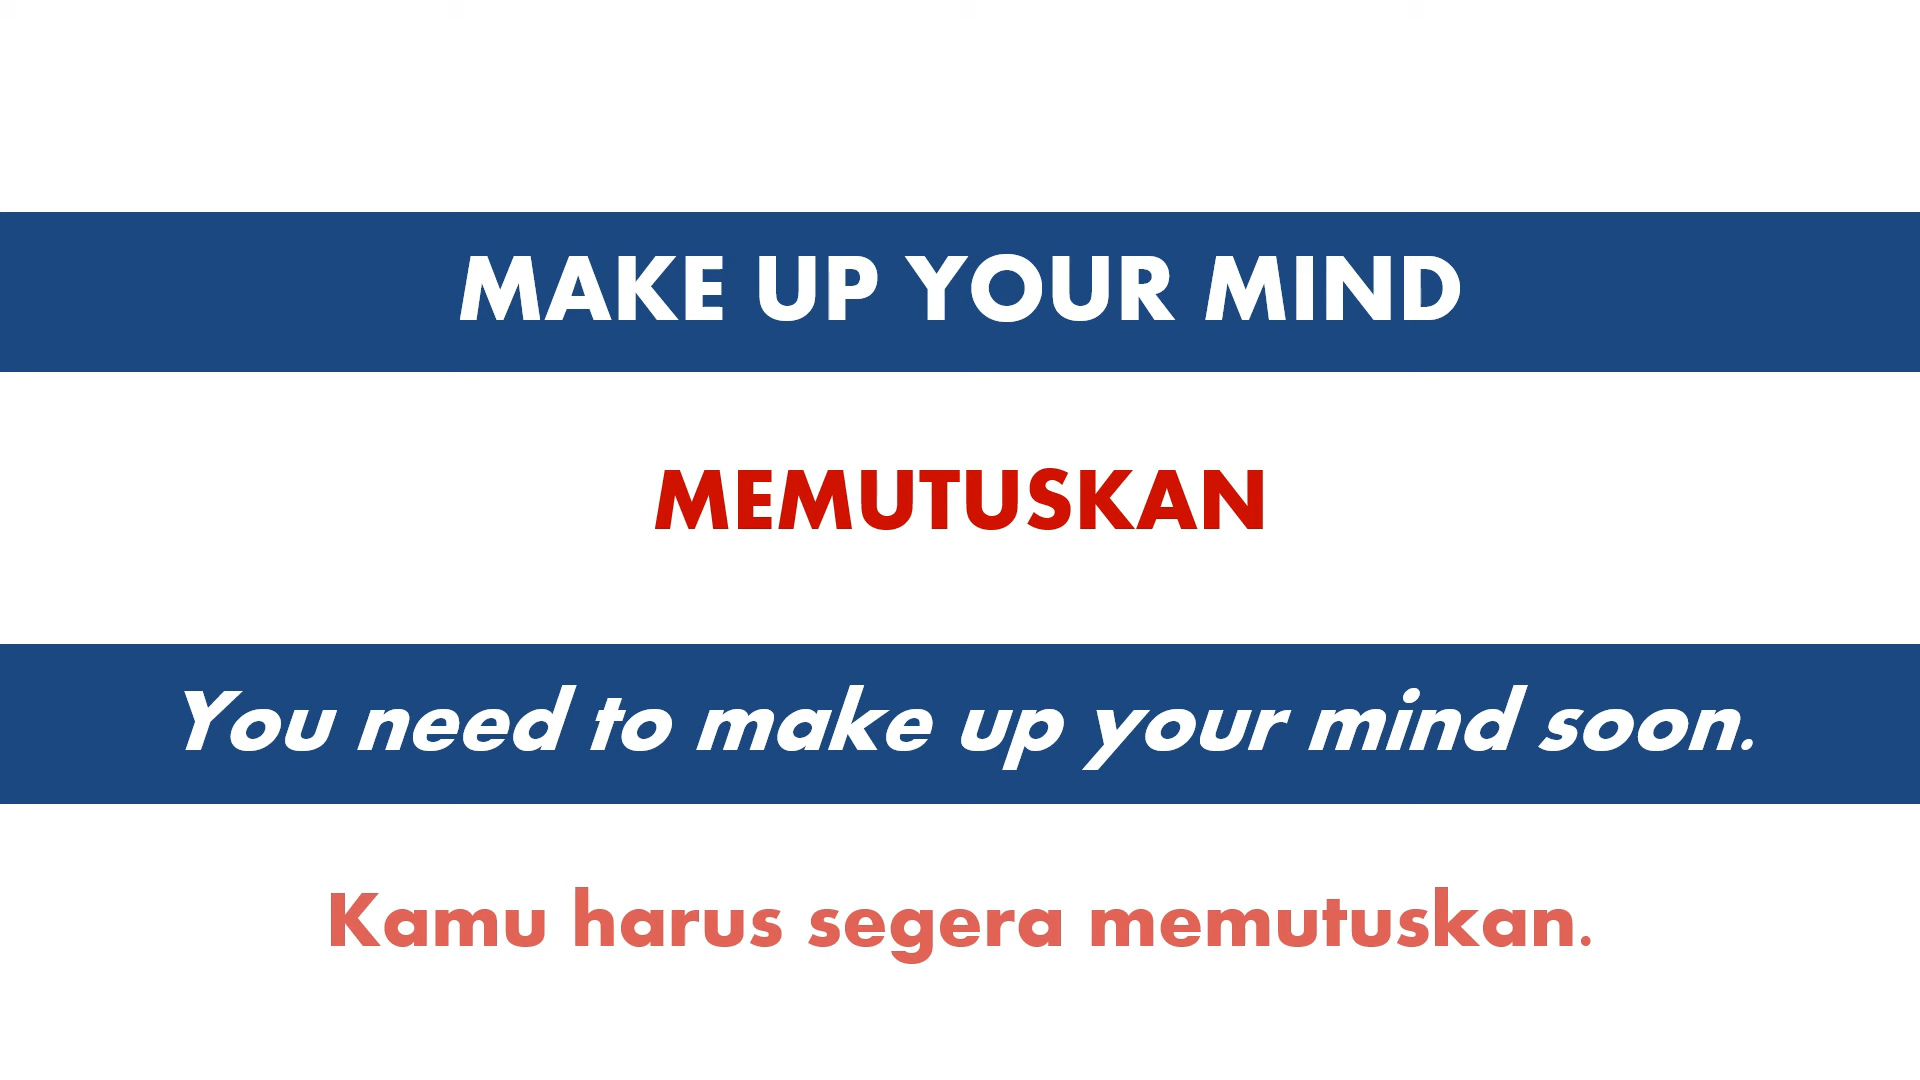 MAKE UP YOUR MIND
MEMUTUSKAN
You need to make up your mind soon.
Kamu harus segera memutuskan.